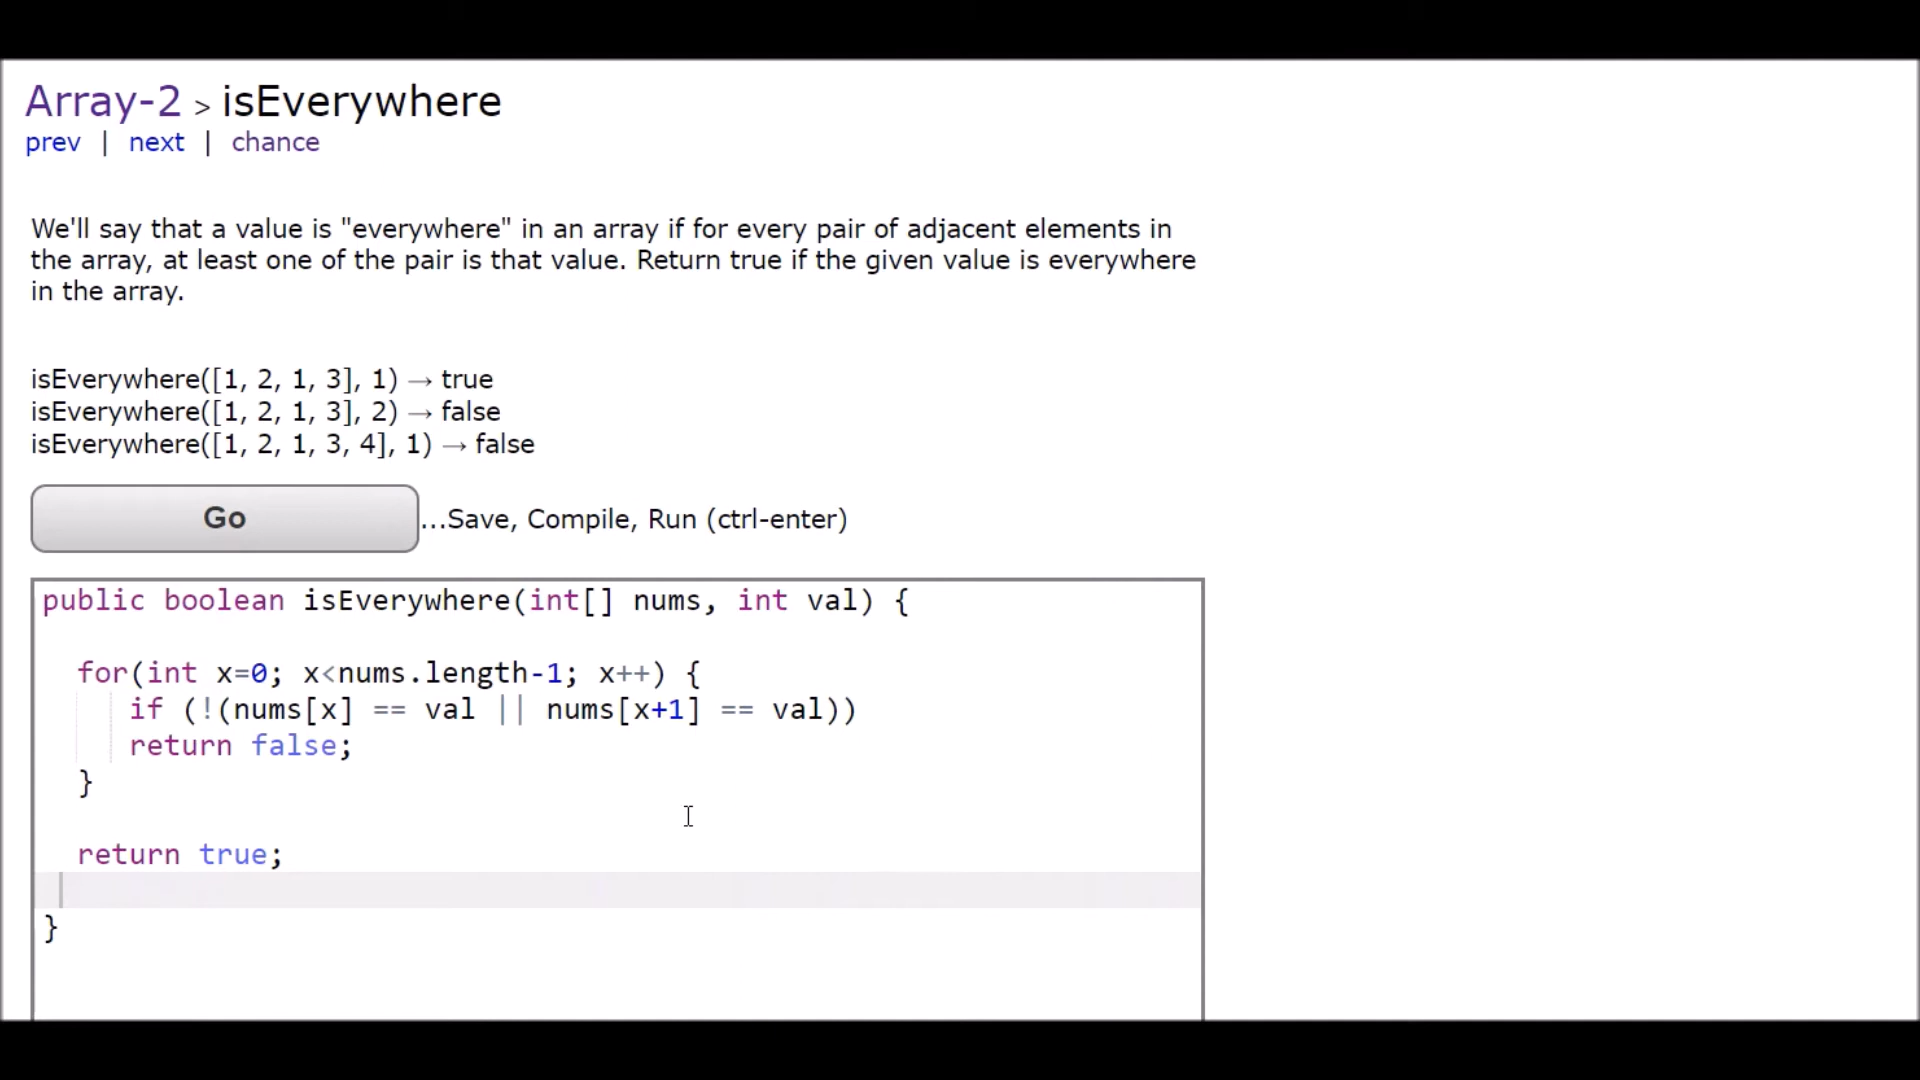 Array-2 > isEverywhere
prev | next | chance
We'll say that a value is "everywhere" in an array if for every pair of adjacent elements in
the array, at least one of the pair is that value. Return true if the given value is everywhere
in the array.
isEverywhere([1, 2, 1, 3], 1) → true
isEverywhere([1, 2, 1, 3], 2) → false
isEverywhere([1, 2, 1, 3, 4], 1) → false
Go ...Save, Compile, Run (ctrl-enter)
public boolean isEverywhere(int[] nums, int val) {
for(int x=0; x<nums.length-1; x++) {
if (!(nums[x] == val || nums[x+1] == val))
return false;
}
return true;
}